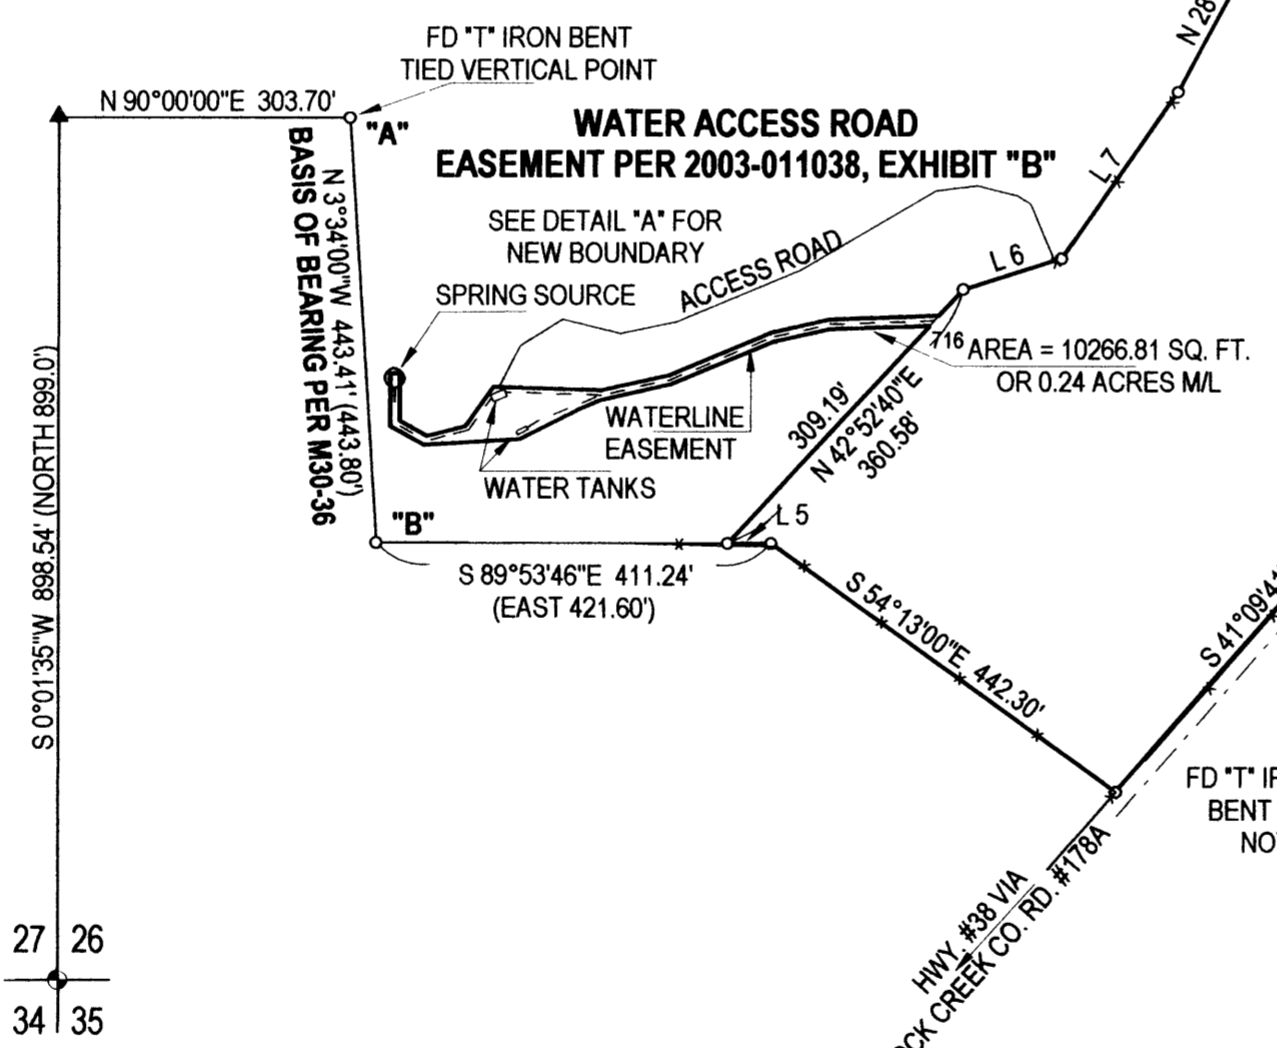 FD "T" IRON BENT
TIED VERTICAL POINT
N 28
N 90°00'00"E 303.70'
"A"
WATER ACCESS ROAD
EASEMENT PER 2003-011038, EXHIBIT "B"
L 7
N 3°34'00"W 443.41' (443.80')
BASIS OF BEARING PER M30-36
SEE DETAIL "A" FOR
NEW BOUNDARY
ACCESS ROAD
L 6
SPRING SOURCE
716
AREA = 10266.81 SQ. FT.
OR 0.24 ACRES M/L
309.19'
N 42°52'40"E
360.58'
WATERLINE
EASEMENT
WATER TANKS
S 0°01'35"W 898.54' (NORTH 899.0')
"B"
L 5
S 89°53'46"E 411.24'
(EAST 421.60')
S 54°13'00"E 442.30'
S 41°09'4
FD "T"
BENT
HWY. #38 VIA
CREEK CO. RD. #178A
27 26
34 35